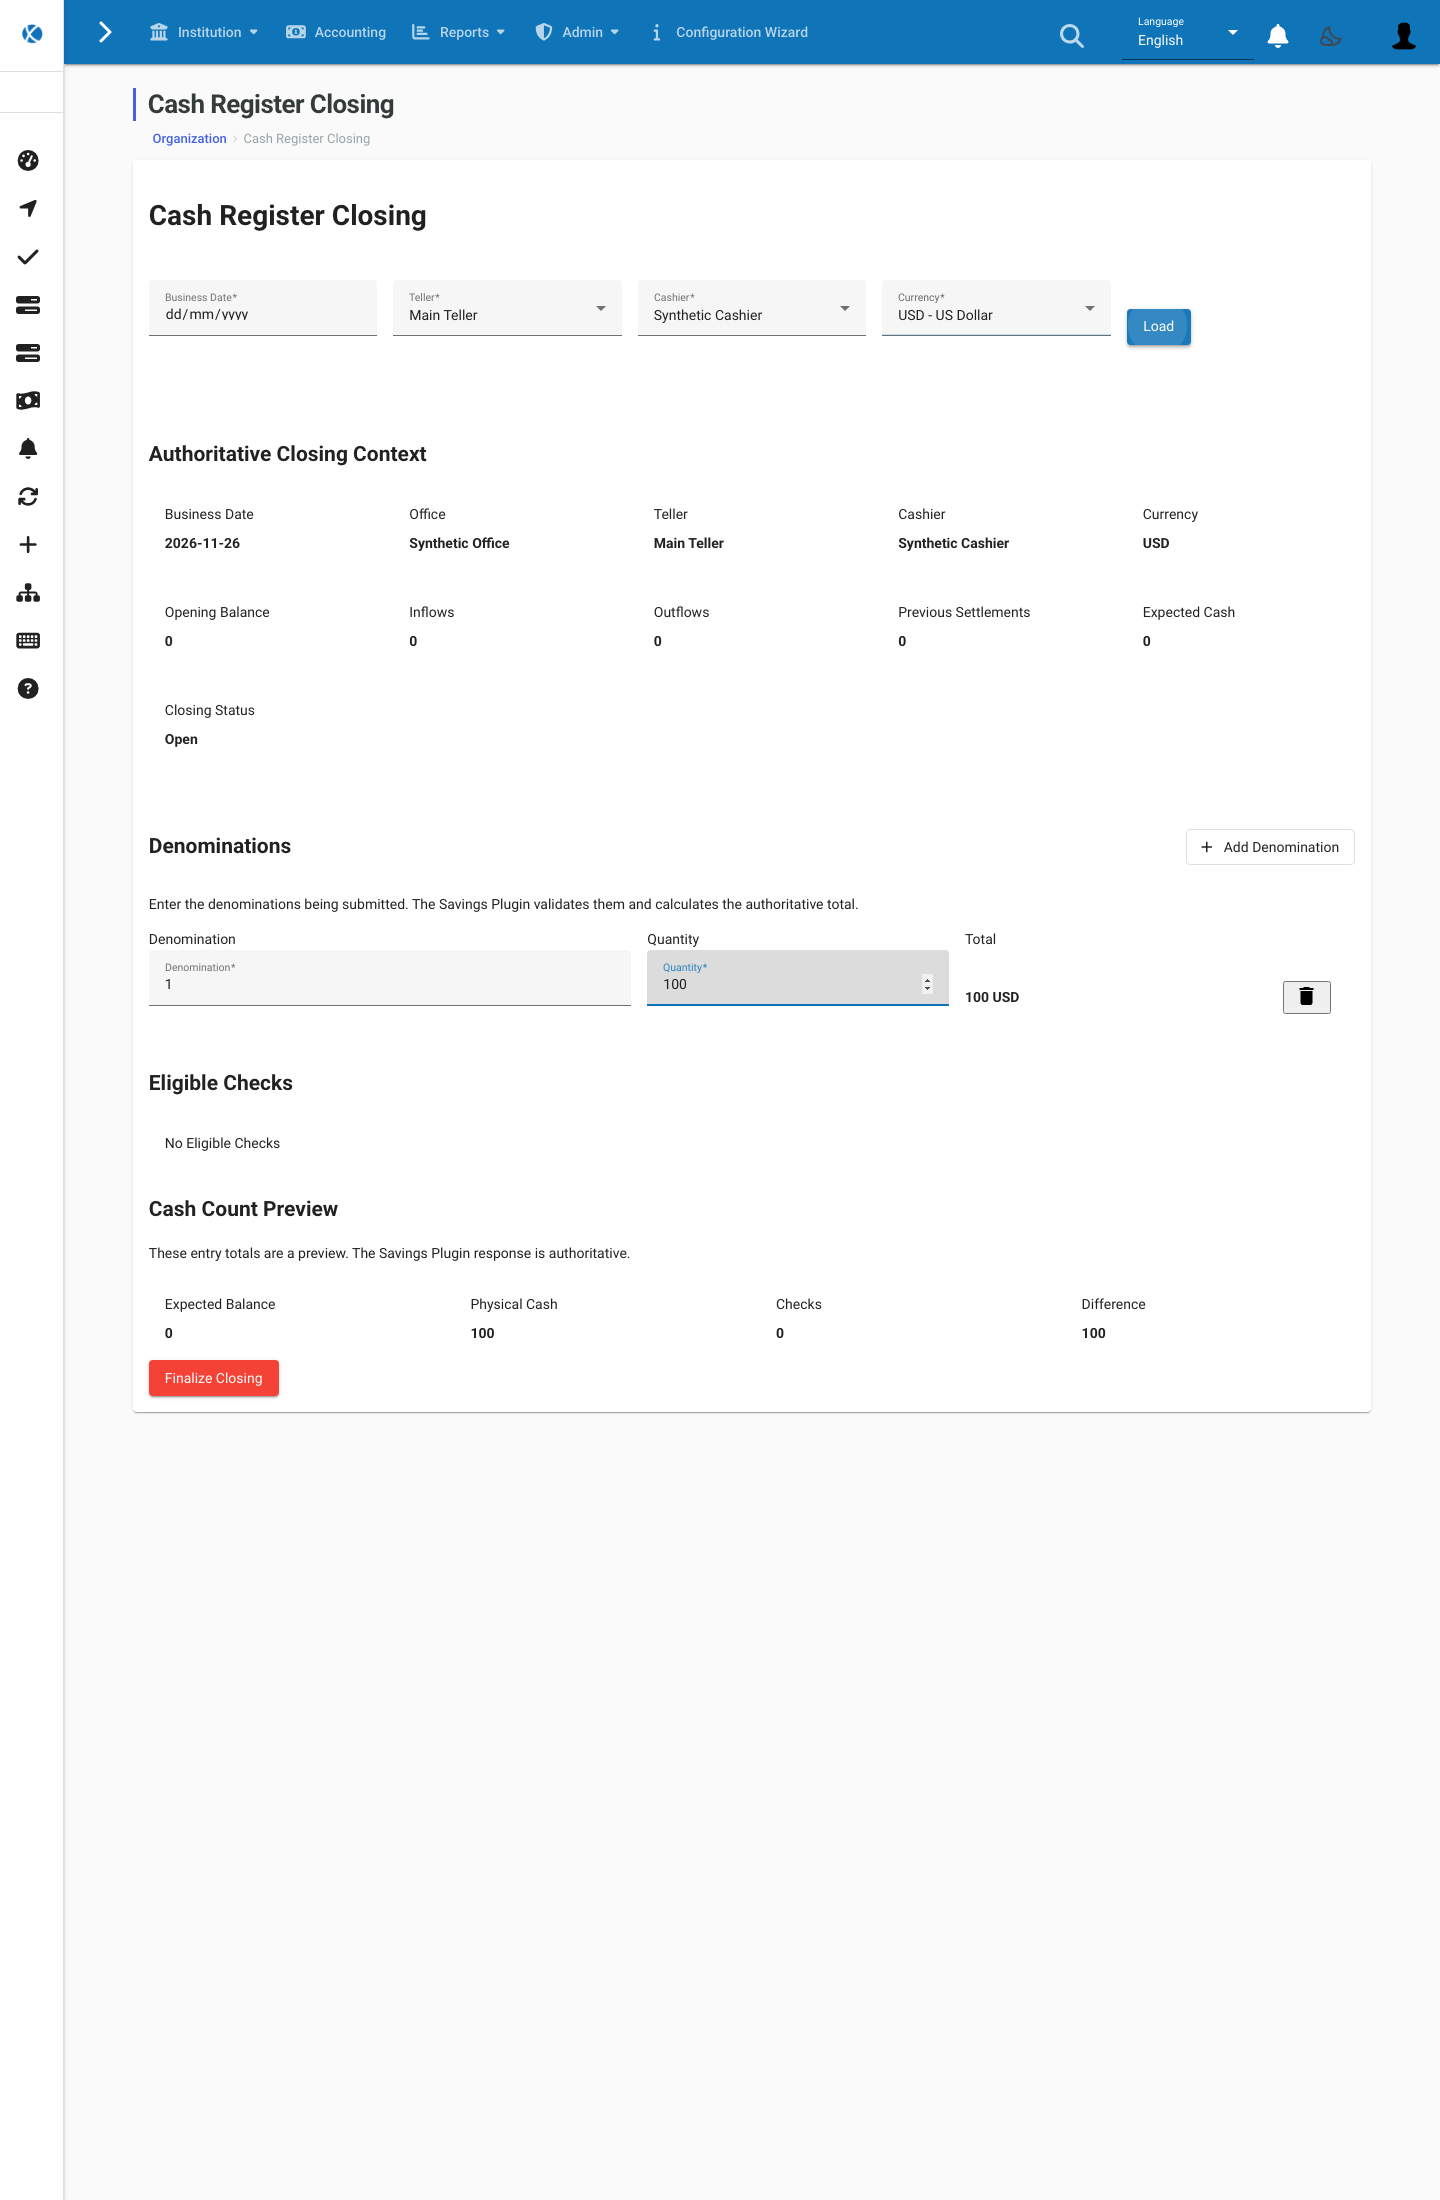 Institution
Accounting
Reports
Admin
Configuration Wizard
Language
English
Cash Register Closing
Organization › Cash Register Closing
Cash Register Closing
Business Date*
dd/mm/yyyy
Teller*
Main Teller
Cashier*
Synthetic Cashier
Currency*
USD - US Dollar
Load
Authoritative Closing Context
Business Date
2026-11-26
Office
Synthetic Office
Teller
Main Teller
Cashier
Synthetic Cashier
Currency
USD
Opening Balance
0
Inflows
0
Outflows
0
Previous Settlements
0
Expected Cash
0
Closing Status
Open
Denominations
+ Add Denomination
Enter the denominations being submitted. The Savings Plugin validates them and calculates the authoritative total.
Denomination
Quantity
Total
Denomination*
1
Quantity*
100
100 USD
Eligible Checks
No Eligible Checks
Cash Count Preview
These entry totals are a preview. The Savings Plugin response is authoritative.
Expected Balance
0
Physical Cash
100
Checks
0
Difference
100
Finalize Closing